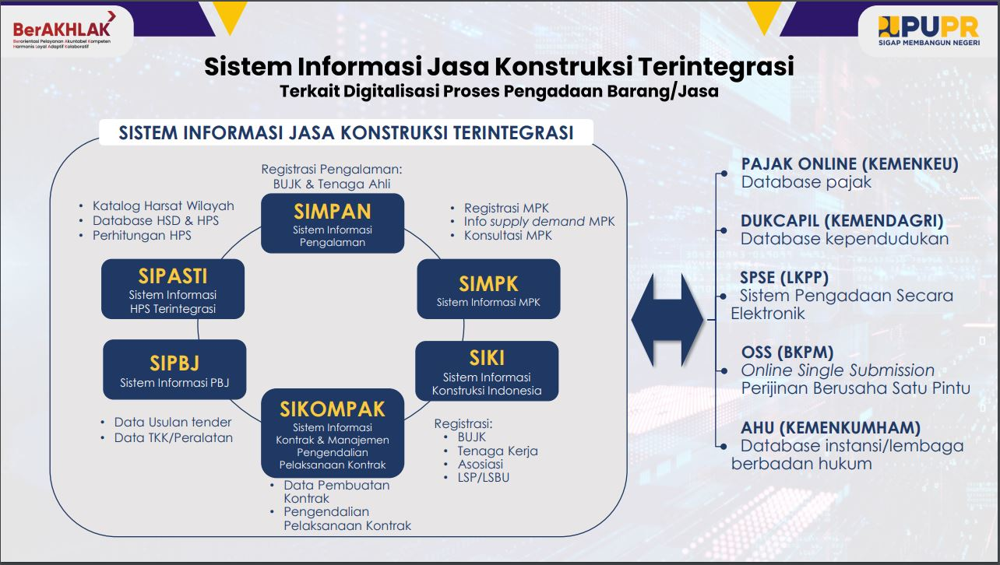 BerAKHLAK
Berorientasi Pelayanan Akuntabel Kompeten
Harmonis Loyal Adaptif Kolaboratif
PUPR
SIGAP MEMBANGUN NEGERI
Sistem Informasi Jasa Konstruksi Terintegrasi
Terkait Digitalisasi Proses Pengadaan Barang/Jasa
SISTEM INFORMASI JASA KONSTRUKSI TERINTEGRASI
Registrasi Pengalaman:
BUJK & Tenaga Ahli
SIMPAN
Sistem Informasi
Pengalaman
• Katalog Harsat Wilayah
• Database HSD & HPS
• Perhitungan HPS
SIPASTI
Sistem Informasi
HPS Terintegrasi
• Registrasi MPK
• Info supply demand MPK
• Konsultasi MPK
SIMPK
Sistem Informasi MPK
SIPBJ
Sistem Informasi PBJ
• Data Usulan tender
• Data TKK/Peralatan
SIKI
Sistem Informasi
Konstruksi Indonesia
Registrasi:
• BUJK
• Tenaga Kerja
• Asosiasi
• LSP/LSBU
SIKOMPAK
Sistem Informasi
Kontrak & Manajemen
Pengendalian
Pelaksanaan Kontrak
• Data Pembuatan
Kontrak
• Pengendalian
Pelaksanaan Kontrak
PAJAK ONLINE (KEMENKEU)
Database pajak
DUKCAPIL (KEMENDAGRI)
Database kependudukan
SPSE (LKPP)
Sistem Pengadaan Secara
Elektronik
OSS (BKPM)
Online Single Submission
Perijinan Berusaha Satu Pintu
AHU (KEMENKUMHAM)
Database instansi/lembaga
berbadan hukum